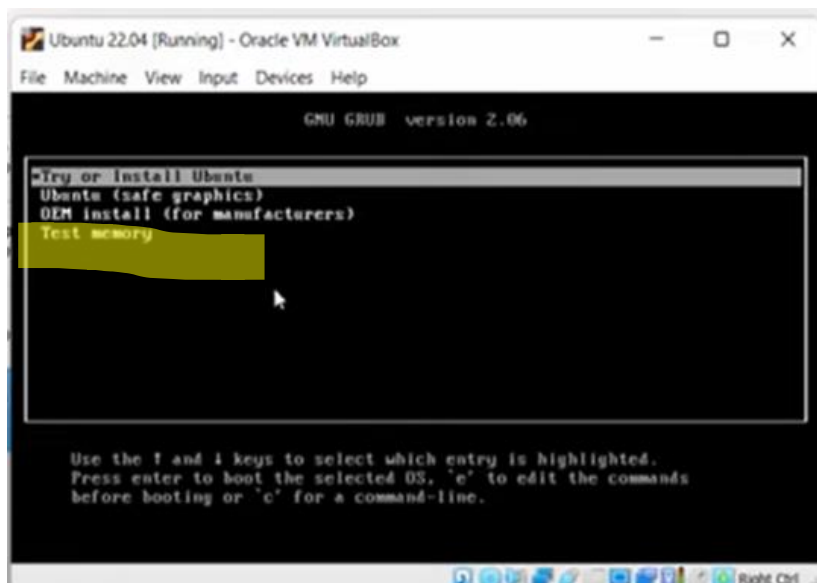 Ubuntu 22.04 [Running] - Oracle VM VirtualBox
File Machine View Input Devices Help
GNU GRUB version 2.06
*Try or Install Ubuntu
Ubuntu (safe graphics)
OEM install (for manufacturers)
Test memory
Use the ↑ and ↓ keys to select which entry is highlighted.
Press enter to boot the selected OS, `e' to edit the commands
before booting or `c' for a command-line.
Right Ctrl